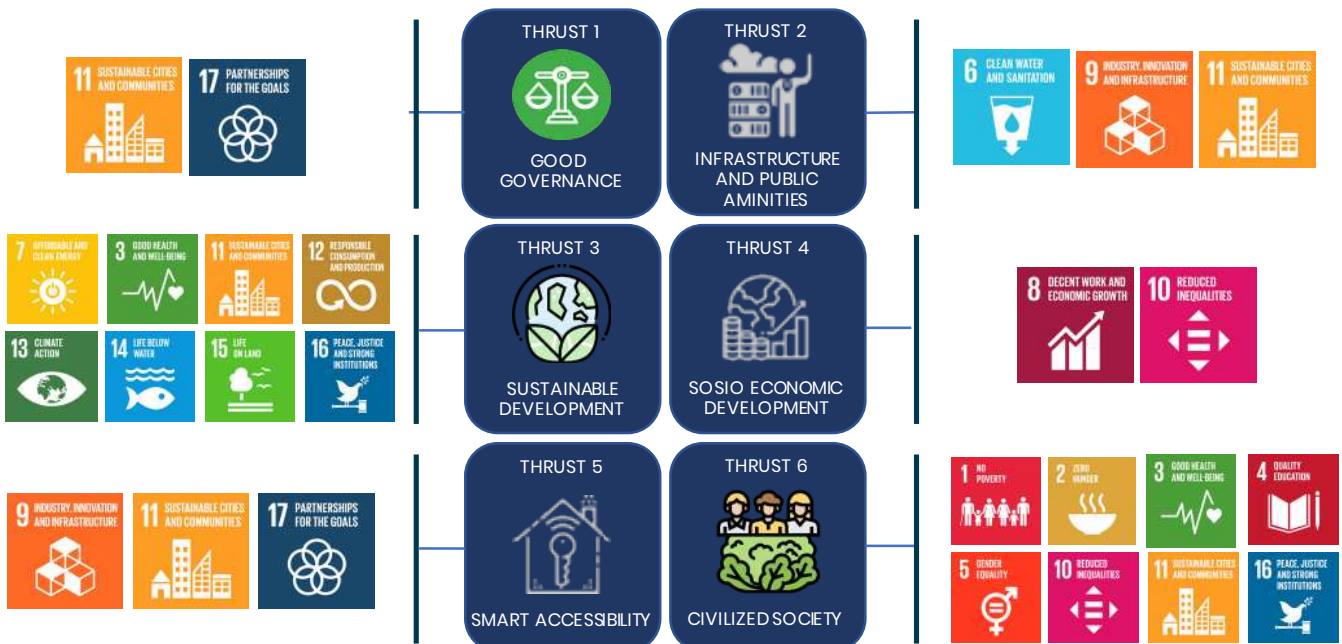 THRUST 1
GOOD
GOVERNANCE
11 SUSTAINABLE CITIES
AND COMMUNITIES
17 PARTNERSHIPS
FOR THE GOALS
THRUST 2
INFRASTRUCTURE
AND PUBLIC
AMINITIES
6 CLEAN WATER
AND SANITATION
9 INDUSTRY, INNOVATION
AND INFRASTRUCTURE
11 SUSTAINABLE CITIES
AND COMMUNITIES
THRUST 3
SUSTAINABLE
DEVELOPMENT
7 AFFORDABLE AND
CLEAN ENERGY
3 GOOD HEALTH
AND WELL-BEING
11 SUSTAINABLE CITIES
AND COMMUNITIES
12 RESPONSIBLE
CONSUMPTION
AND PRODUCTION
13 CLIMATE
ACTION
14 LIFE BELOW
WATER
15 LIFE
ON LAND
16 PEACE, JUSTICE
AND STRONG
INSTITUTIONS
THRUST 4
SOSIO ECONOMIC
DEVELOPMENT
8 DECENT WORK AND
ECONOMIC GROWTH
10 REDUCED
INEQUALITIES
THRUST 5
SMART ACCESSIBILITY
9 INDUSTRY, INNOVATION
AND INFRASTRUCTURE
11 SUSTAINABLE CITIES
AND COMMUNITIES
17 PARTNERSHIPS
FOR THE GOALS
THRUST 6
CIVILIZED SOCIETY
1 NO
POVERTY
2 ZERO
HUNGER
3 GOOD HEALTH
AND WELL-BEING
4 QUALITY
EDUCATION
5 GENDER
EQUALITY
10 REDUCED
INEQUALITIES
11 SUSTAINABLE CITIES
AND COMMUNITIES
16 PEACE, JUSTICE
AND STRONG
INSTITUTIONS